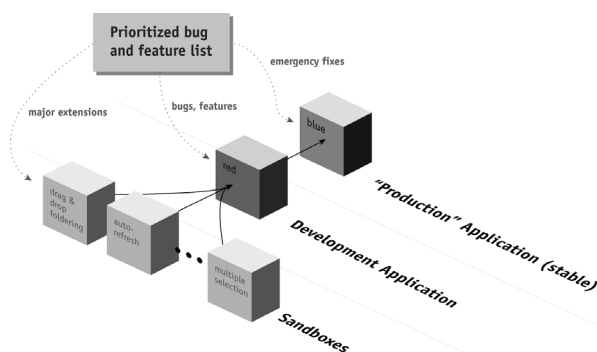 Prioritized bug
and feature list
emergency fixes
major extensions
bugs, features
blue
red
drag &
drop
foldering
auto-
refresh
multiple
selection
"Production" Application (stable)
Development Application
Sandboxes